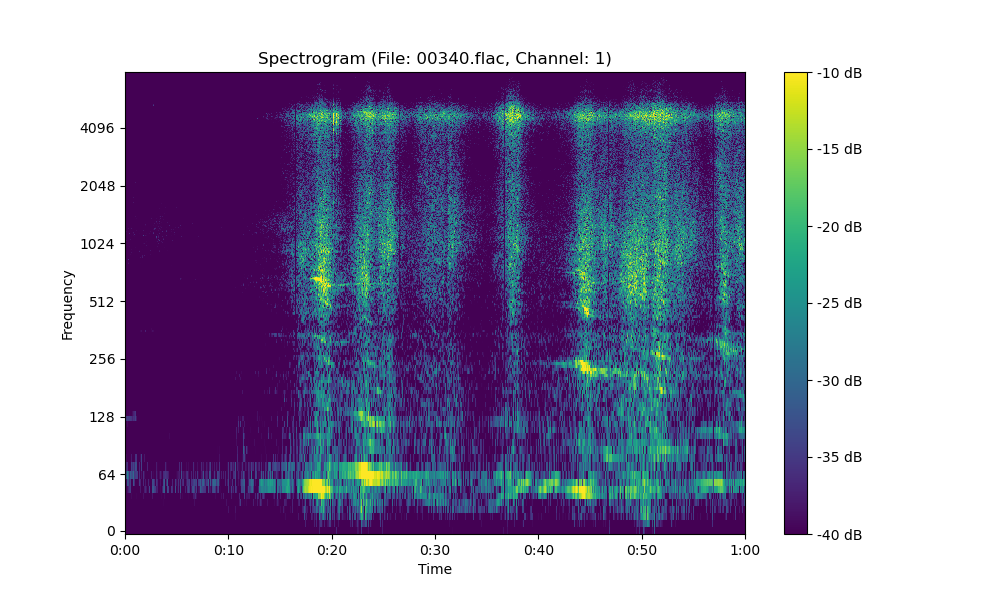 Spectrogram (File: 00340.flac, Channel: 1)
-10 dB
4096
-15 dB
2048
-20 dB
1024
Frequency
512
-25 dB
256
-30 dB
128
-35 dB
64
0
-40 dB
0:00 0:10 0:20 0:30 0:40 0:50 1:00
Time